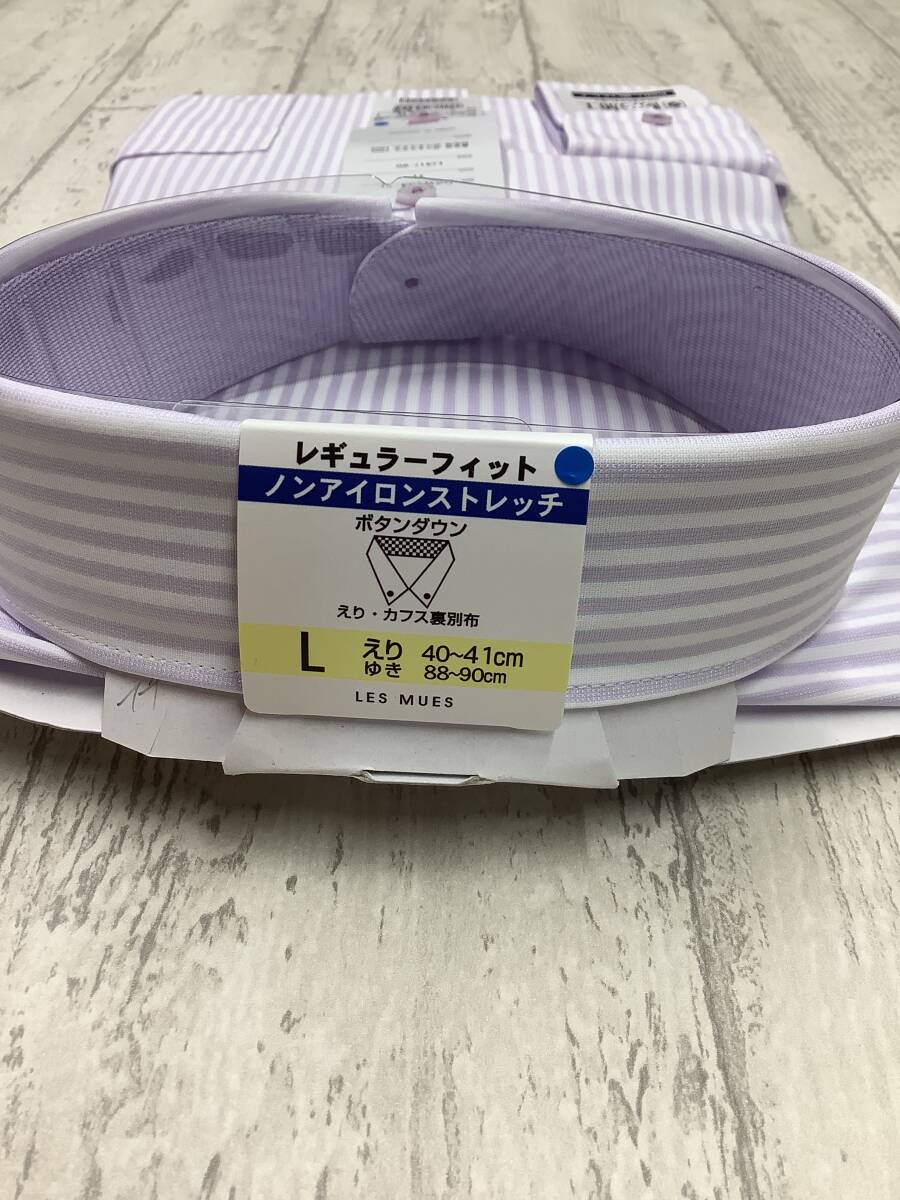 レギュラーフィット
ノンアイロンストレッチ
ボタンダウン
えり・カフス裏別布
L えり 40~41cm
ゆき 88~90cm
LES MUES